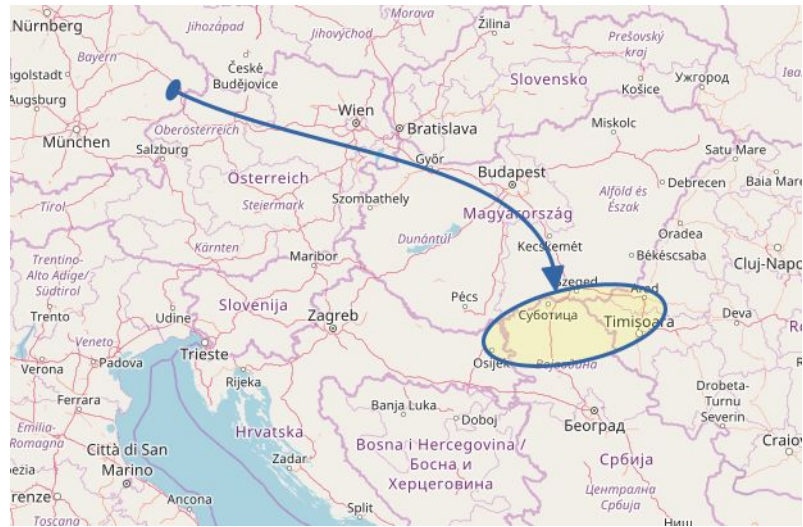 Nürnberg
Jihozápad
Jihovýchod
Morava
Žilina
Prešovský
kraj
Bayern
České
Budějovice
Slovensko
Košice
Ужгород
ngolstadt
Augsburg
Wien
Bratislava
Miskolc
München
Oberösterreich
Salzburg
Győr
Budapest
Satu Mare
Österreich
Steiermark
Szombathely
Magyarország
Alföld és
Észak
Debrecen
Baia Mare
Tirol
Kärnten
Maribor
Dunántúl
Kecskemét
Oradea
Békéscsaba
Cluj-Napo
Trentino-
Alto Adige/
Südtirol
Trento
Udine
Slovenija
Zagreb
Pécs
Szeged
Arad
Суботица
Timișoara
Deva
Veneto
Verona
Padova
Trieste
Rijeka
Osijek
Војводина
Ferrara
Emilia-
Romagna
Banja Luka
Doboj
Београд
Drobeta-
Turnu
Severin
Città di San
Marino
Hrvatska
Zadar
Bosna i Hercegovina /
Босна и
Херцеговина
Србија
Craiov
Централна
Србија
Ancona
Split
renze
Toscana
Ниш